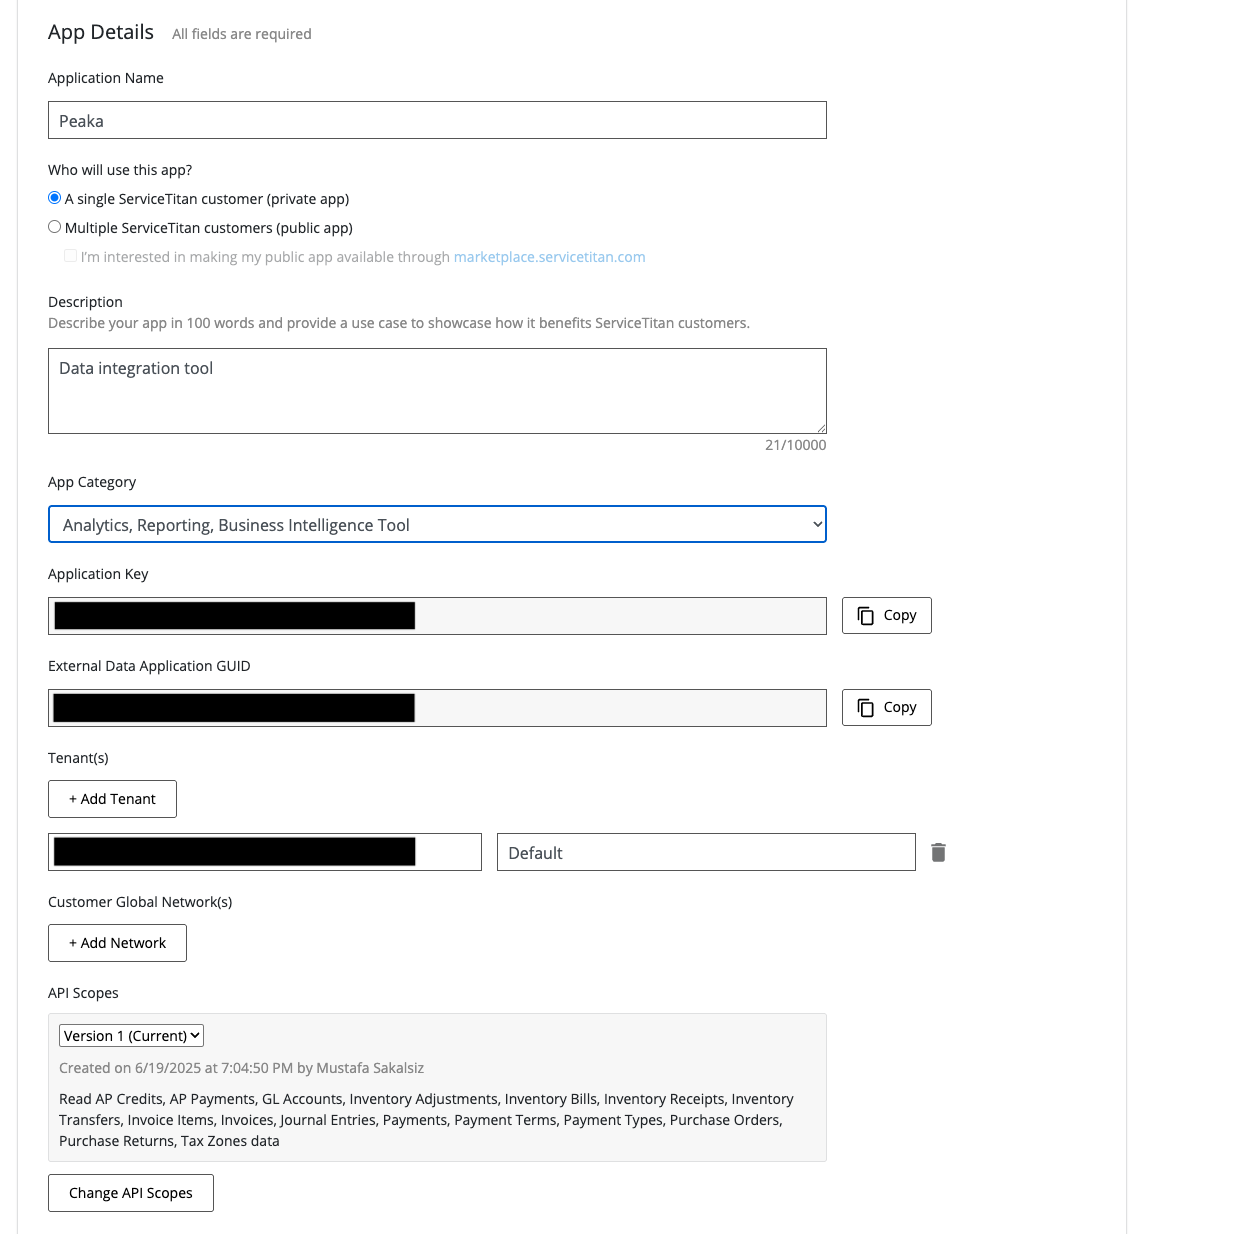 App Details All fields are required
Application Name
Peaka
Who will use this app?
A single ServiceTitan customer (private app)
Multiple ServiceTitan customers (public app)
I'm interested in making my public app available through marketplace.servicetitan.com
Description
Describe your app in 100 words and provide a use case to showcase how it benefits ServiceTitan customers.
Data integration tool
21/10000
App Category
Analytics, Reporting, Business Intelligence Tool
Application Key
Copy
External Data Application GUID
Copy
Tenant(s)
+ Add Tenant
Default
Customer Global Network(s)
+ Add Network
API Scopes
Version 1 (Current)
Created on 6/19/2025 at 7:04:50 PM by Mustafa Sakalsiz
Read AP Credits, AP Payments, GL Accounts, Inventory Adjustments, Inventory Bills, Inventory Receipts, Inventory
Transfers, Invoice Items, Invoices, Journal Entries, Payments, Payment Terms, Payment Types, Purchase Orders,
Purchase Returns, Tax Zones data
Change API Scopes